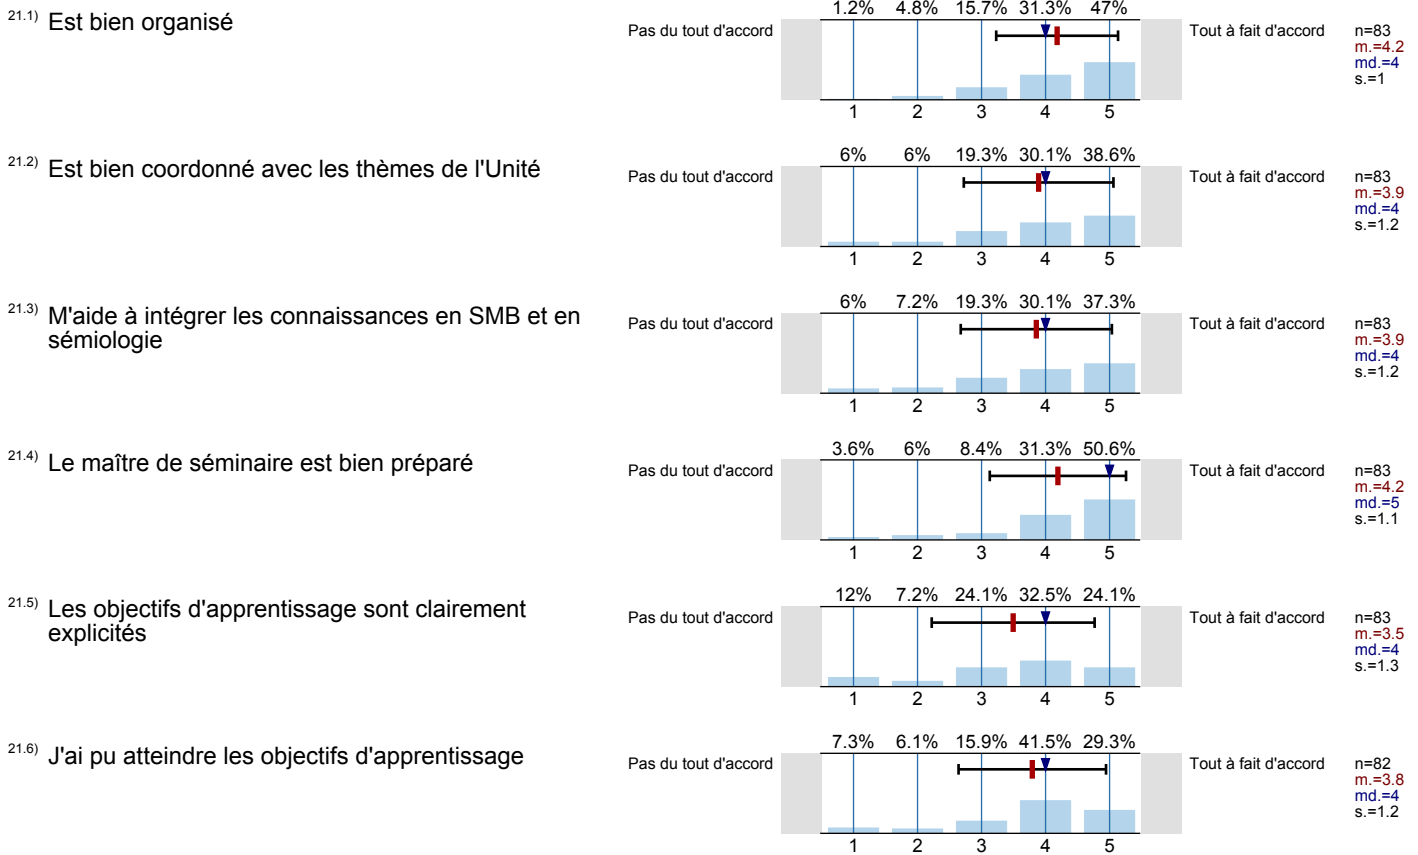 21.1) Est bien organisé
Pas du tout d'accord
1.2% 4.8% 15.7% 31.3% 47%
1 2 3 4 5
Tout à fait d'accord
n=83
m.=4.2
md.=4
s.=1
21.2) Est bien coordonné avec les thèmes de l'Unité
Pas du tout d'accord
6% 6% 19.3% 30.1% 38.6%
1 2 3 4 5
Tout à fait d'accord
n=83
m.=3.9
md.=4
s.=1.2
21.3) M'aide à intégrer les connaissances en SMB et en
sémiologie
Pas du tout d'accord
6% 7.2% 19.3% 30.1% 37.3%
1 2 3 4 5
Tout à fait d'accord
n=83
m.=3.9
md.=4
s.=1.2
21.4) Le maître de séminaire est bien préparé
Pas du tout d'accord
3.6% 6% 8.4% 31.3% 50.6%
1 2 3 4 5
Tout à fait d'accord
n=83
m.=4.2
md.=5
s.=1.1
21.5) Les objectifs d'apprentissage sont clairement
explicités
Pas du tout d'accord
12% 7.2% 24.1% 32.5% 24.1%
1 2 3 4 5
Tout à fait d'accord
n=83
m.=3.5
md.=4
s.=1.3
21.6) J'ai pu atteindre les objectifs d'apprentissage
Pas du tout d'accord
7.3% 6.1% 15.9% 41.5% 29.3%
1 2 3 4 5
Tout à fait d'accord
n=82
m.=3.8
md.=4
s.=1.2